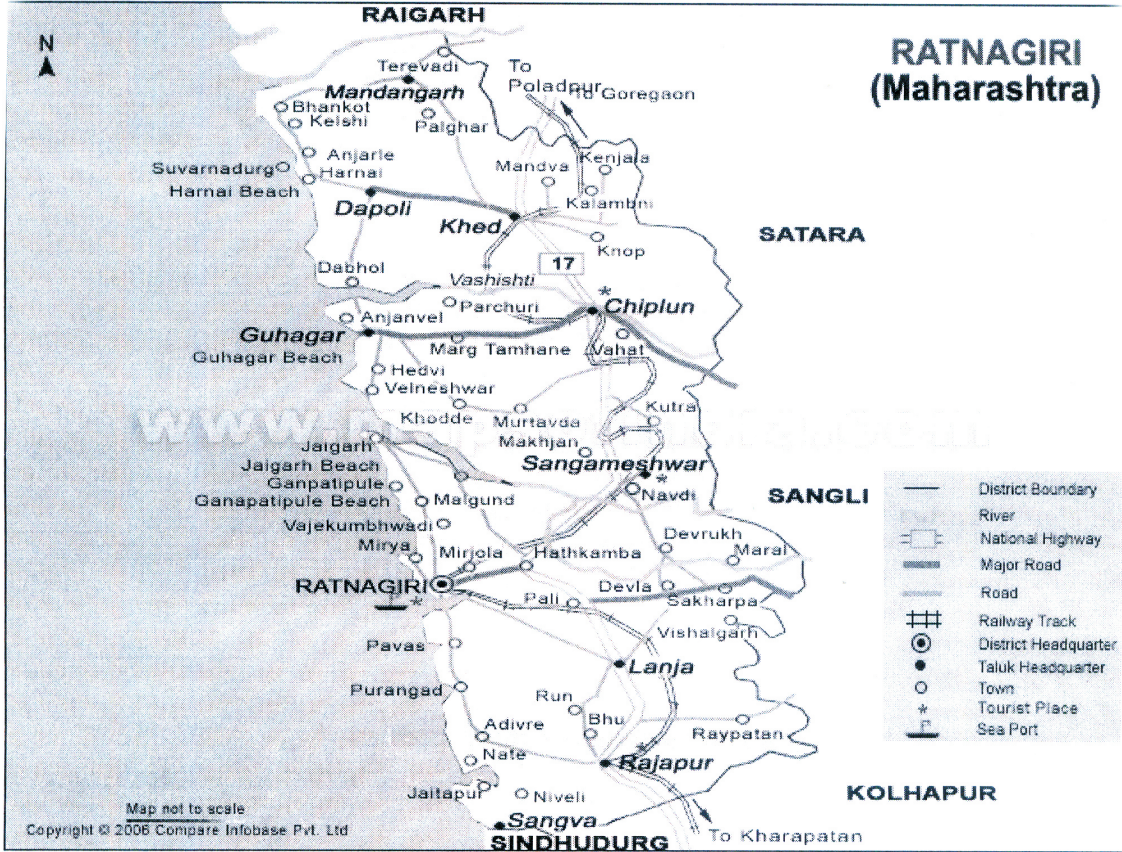 RAIGARH
RATNAGIRI
(Maharashtra)
N
Terevadi
To
Poladpur
To Goregaon
Mandangarh
Bhankot
Kelshi
Palghar
Anjarle
Mandva
Kenjala
Suvarnadurg
Harnai
Harnai Beach
Kalambni
Dapoli
Khed
SATARA
Knop
17
Dabhol
Vashishti
Parchuri
Chiplun
Anjanvel
Guhagar
Guhagar Beach
Marg Tamhane
Vahat
Hedvi
Velneshwar
Khodde
Murtavda
Kutra
Makhjan
Jaigarh
Jaigarh Beach
Sangameshwar
Ganpatipule
Ganapatipule Beach
Malgund
Navdi
SANGLI
Vajekumbhwadi
Devrukh
Mirya
Mirjola
Hathkamba
Maral
RATNAGIRI
Pali
Devla
Sakharpa
Vishalgarh
Pavas
Lanja
Purangad
Run
Adivre
Bhu
Raypatan
Nate
Rajapur
Jaitapur
Niveli
KOLHAPUR
Sangva
To Kharapatan
SINDHUDURG
District Boundary
River
National Highway
Major Road
Road
Railway Track
District Headquarter
Taluk Headquarter
Town
Tourist Place
Sea Port
Map not to scale
Copyright © 2006 Compare Infobase Pvt. Ltd